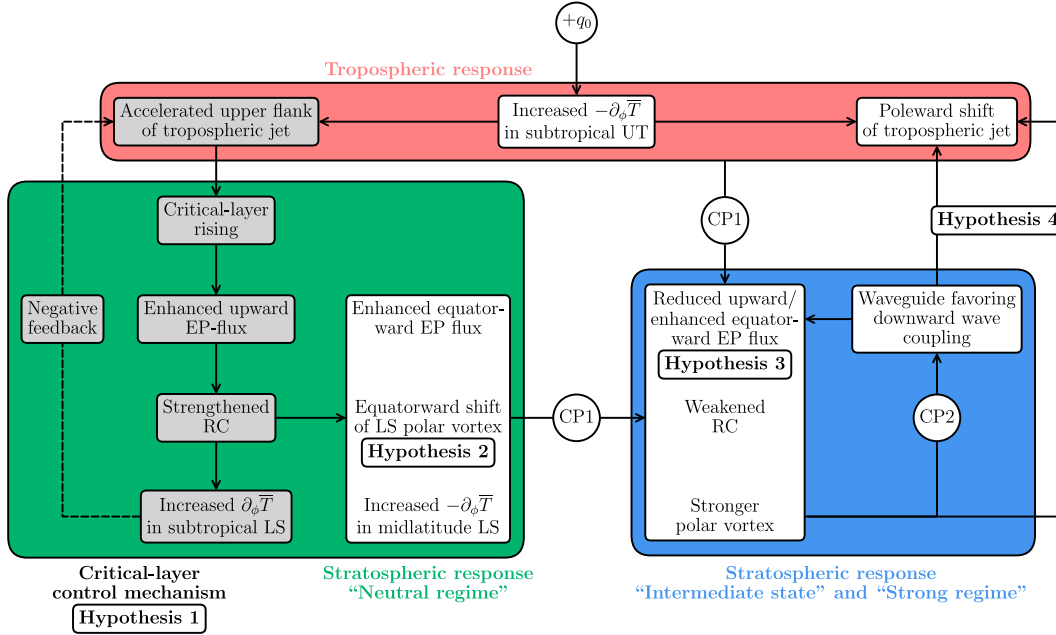 +q₀
Tropospheric response
Accelerated upper flank
of tropospheric jet
Increased −∂ϕT̅
in subtropical UT
Poleward shift
of tropospheric jet
Critical-layer
rising
CP1
Hypothesis 4
Negative
feedback
Enhanced upward
EP-flux
Enhanced equator-
ward EP flux
Reduced upward/
enhanced equator-
ward EP flux
Hypothesis 3
Waveguide favoring
downward wave
coupling
Strengthened
RC
Equatorward shift
of LS polar vortex
Hypothesis 2
CP1
Weakened
RC
CP2
Increased ∂ϕT̅
in subtropical LS
Increased −∂ϕT̅
in midlatitude LS
Stronger
polar vortex
Critical-layer
control mechanism
Hypothesis 1
Stratospheric response
“Neutral regime”
Stratospheric response
“Intermediate state” and “Strong regime”